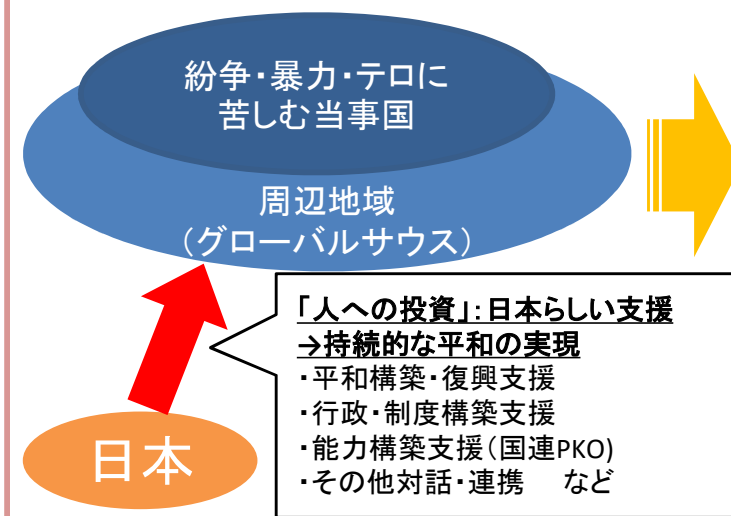 紛争・暴力・テロに
苦しむ当事国
周辺地域
（グローバルサウス）
「人への投資」：日本らしい支援
→持続的な平和の実現
・平和構築・復興支援
・行政・制度構築支援
・能力構築支援（国連PKO)
・その他対話・連携　など
日本